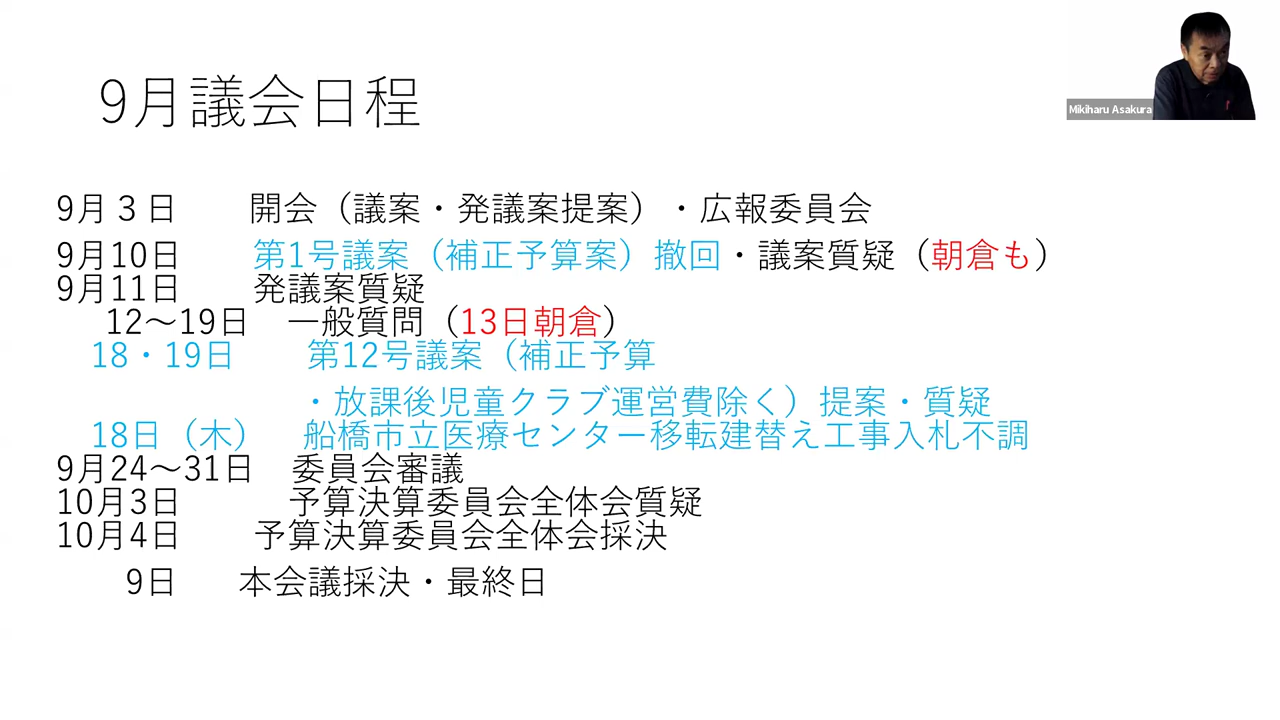 9月議会日程
Mikiharu Asakura
9月３日　　開会（議案・発議案提案）・広報委員会
9月10日　　第1号議案（補正予算案）撤回・議案質疑（朝倉も）
9月11日　　発議案質疑
12～19日　一般質問（13日朝倉）
18・19日　　第12号議案（補正予算
・放課後児童クラブ運営費除く）提案・質疑
18日（木）　船橋市立医療センター移転建替え工事入札不調
9月24～31日　委員会審議
10月3日　　　予算決算委員会全体会質疑
10月4日　　予算決算委員会全体会採決
9日　　本会議採決・最終日